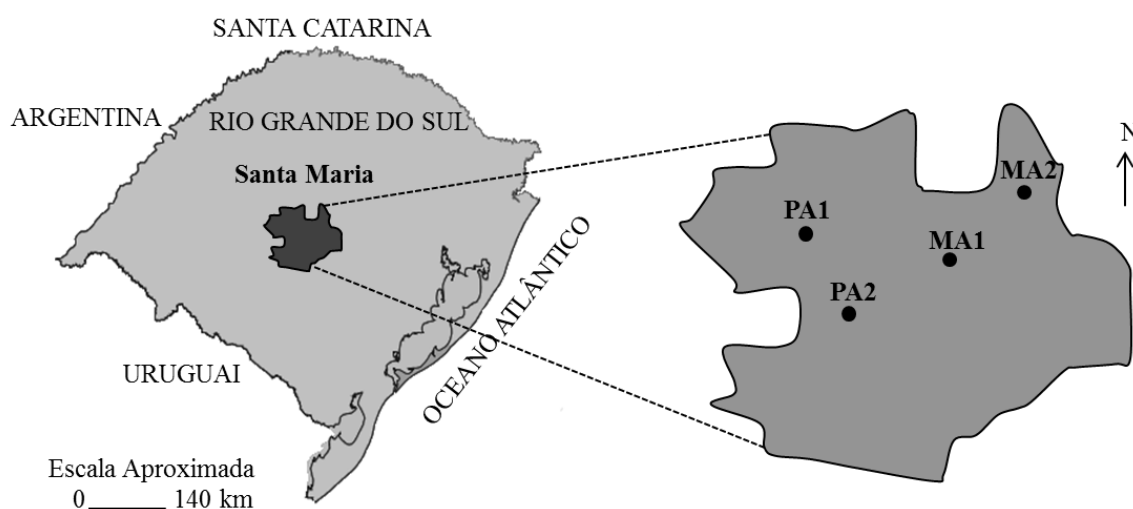 SANTA CATARINA
ARGENTINA
RIO GRANDE DO SUL
Santa Maria
OCEANO ATLÂNTICO
URUGUAI
Escala Aproximada
0 140 km
N
MA2
PA1
MA1
PA2